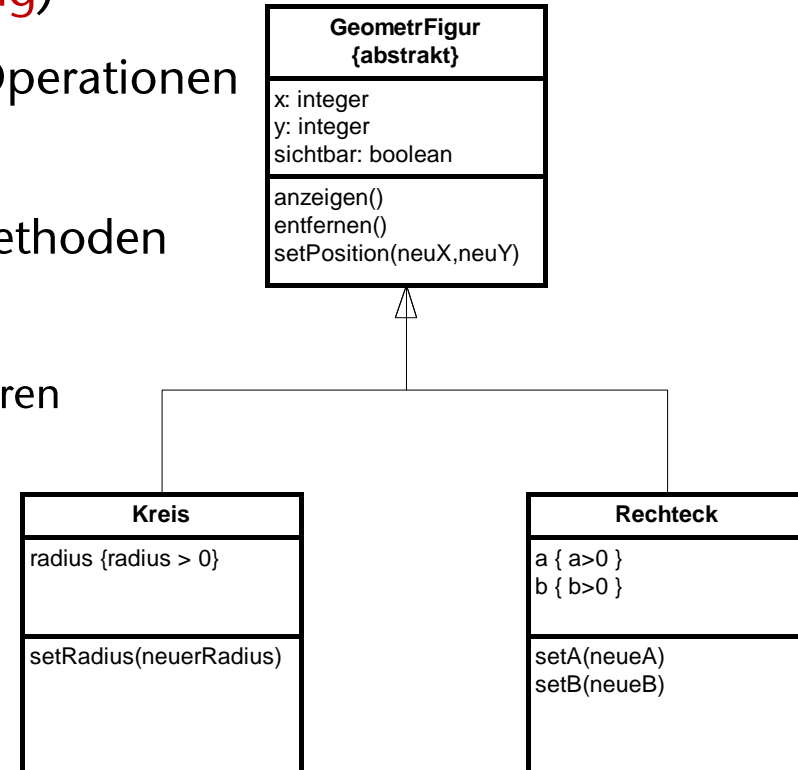 Operationen
ethoden
ren
GeometrFigur
{abstrakt}
x: integer
y: integer
sichtbar: boolean
anzeigen()
entfernen()
setPosition(neuX,neuY)
Kreis
radius {radius > 0}
setRadius(neuerRadius)
Rechteck
a { a>0 }
b { b>0 }
setA(neueA)
setB(neueB)